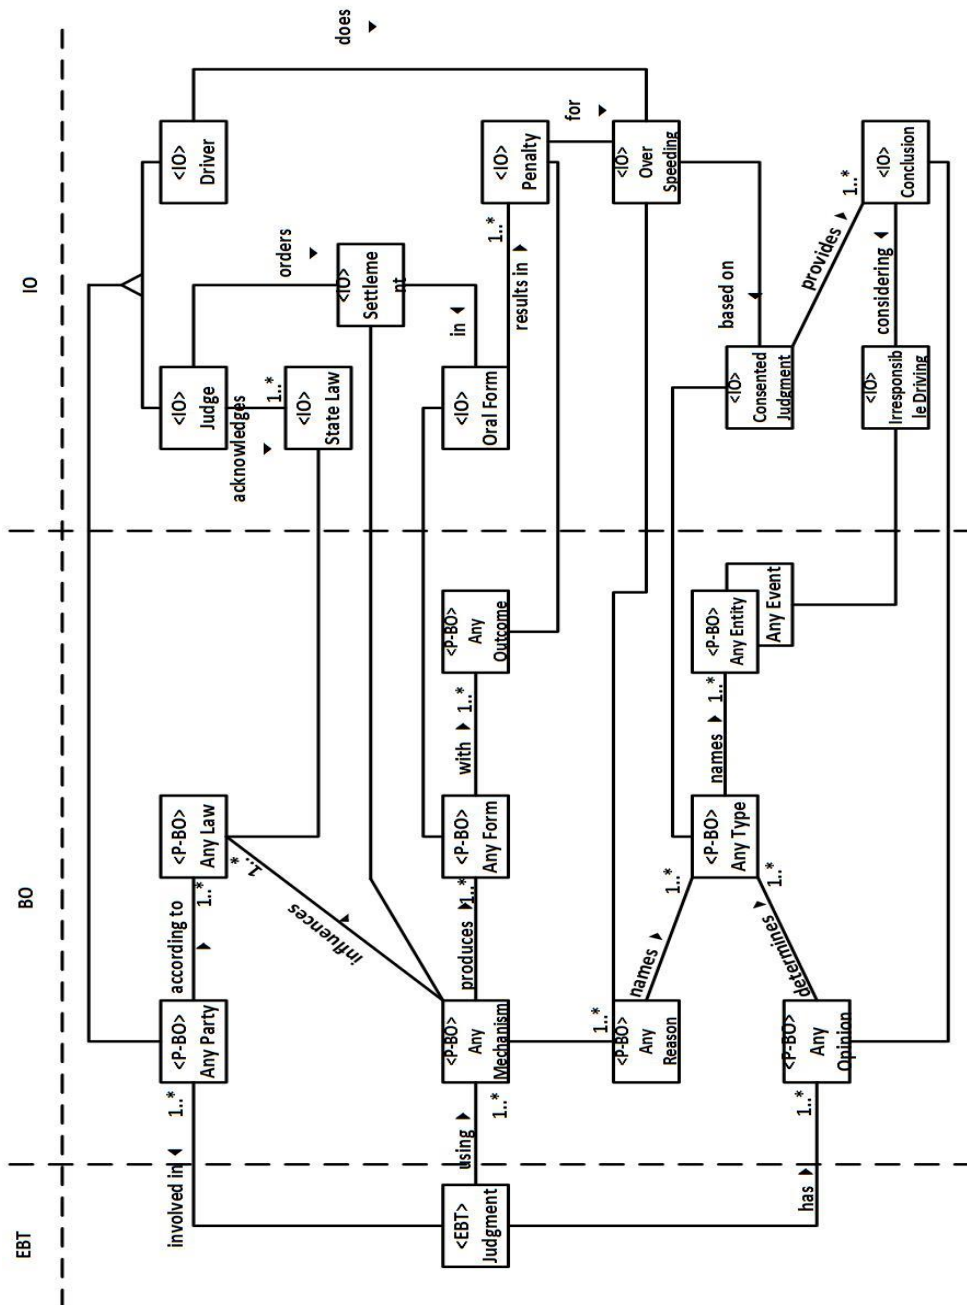 EBT
BO
IO
involved in
1..*
<P-BO>
Any Party
according to
1..*
<P-BO>
Any Law
<IO>
Judge
<IO>
Driver
acknowledges
1..*
<IO>
State Law
orders
does
influences
1..*
<IO>
Settleme
nt
<EBT>
Judgment
using
1..*
<P-BO>
Any
Mechanism
produces
1..*
<P-BO>
Any Form
with
1..*
<P-BO>
Any
Outcome
in
<IO>
Oral Form
results in
1..*
<IO>
Penalty
for
1..*
<P-BO>
Any
Reason
<IO>
Over
Speeding
names
1..*
<P-BO>
Any Type
names
1..*
<P-BO>
Any Entity
Any Event
based on
<IO>
Consented
Judgment
provides
1..*
has
1..*
<P-BO>
Any
Opinion
determines
1..*
<IO>
Irresponsib
le Driving
considering
<IO>
Conclusion